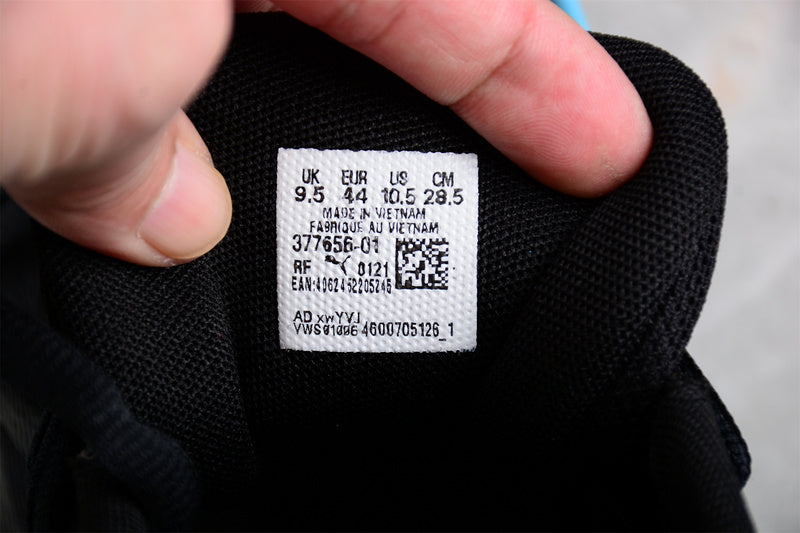 UK EUR US CM
9.5 44 10.5 28.5
MADE IN VIETNAM
FABRIQUE AU VIETNAM
377656-01
RF 0121
EAN:4062452205245
AD xwYVJ
VWS01006 4600705126_1